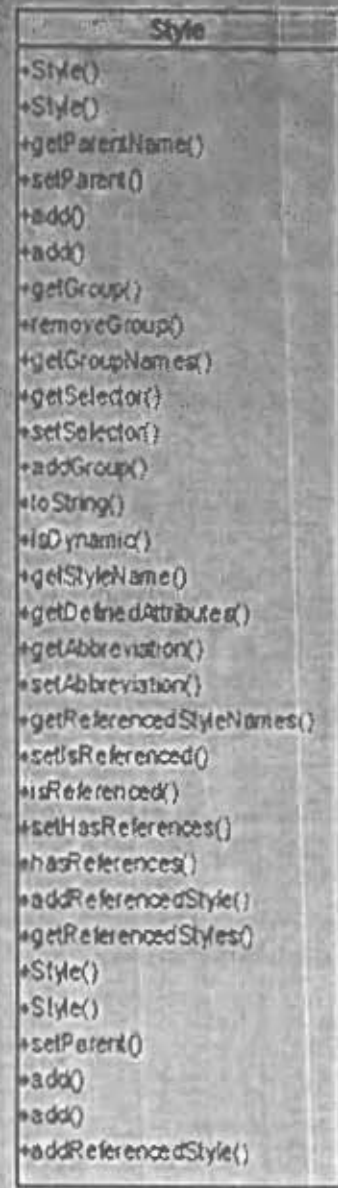 Style
+Style()
+Style()
+getParentName()
+setParent()
+add()
+add()
+getGroup()
+removeGroup()
+getGroupNames()
+getSelector()
+setSelector()
+addGroup()
+toString()
+isDynamic()
+getStyleName()
+getDefinedAttributes()
+getAbbreviation()
+setAbbreviation()
+getReferencedStyleNames()
+setIsReferenced()
+isReferenced()
+setHasReferences()
+hasReferences()
+addReferencedStyle()
+getReferencedStyles()
+Style()
+Style()
+setParent()
+add()
+add()
+addReferencedStyle()